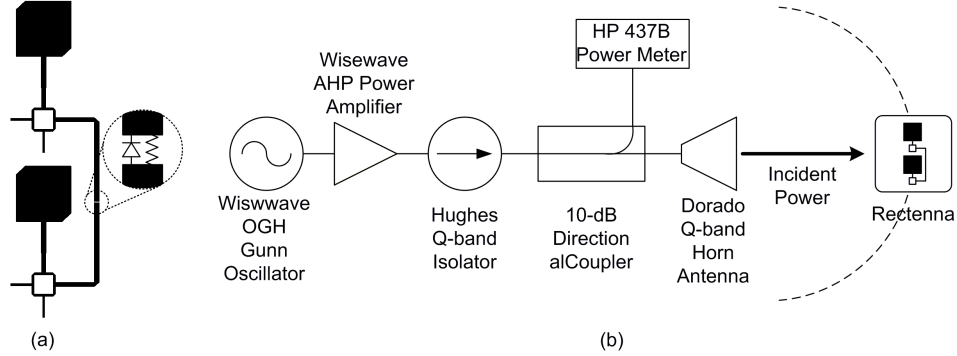 HP 437B
Power Meter
Wisewave
AHP Power
Amplifier
Wiswwave
OGH
Gunn
Oscillator
Hughes
Q-band
Isolator
10-dB
Direction
alCoupler
Dorado
Q-band
Horn
Antenna
Incident
Power
Rectenna
(a)
(b)